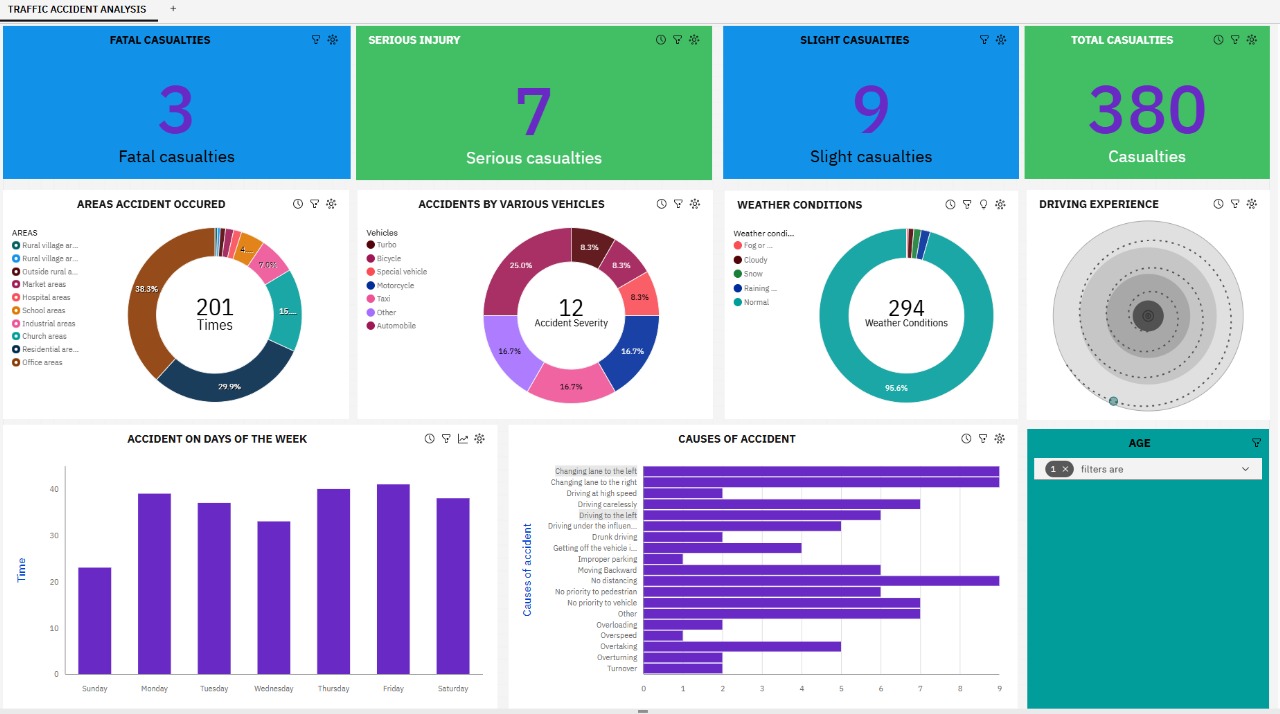 TRAFFIC ACCIDENT ANALYSIS +
FATAL CASUALTIES
3
Fatal casualties
SERIOUS INJURY
7
Serious casualties
SLIGHT CASUALTIES
9
Slight casualties
TOTAL CASUALTIES
380
Casualties
AREAS ACCIDENT OCCURED
AREAS
Rural village ar...
Rural village ar...
Outside rural a...
Market areas
Hospital areas
School areas
Industrial areas
Church areas
Residential are...
Office areas
4....
7.0%
15....
29.9%
38.3%
201
Times
ACCIDENTS BY VARIOUS VEHICLES
Vehicles
Turbo
Bicycle
Special vehicle
Motorcycle
Taxi
Other
Automobile
8.3%
8.3%
8.3%
16.7%
16.7%
16.7%
25.0%
12
Accident Severity
WEATHER CONDITIONS
Weather condi...
Fog or ...
Cloudy
Snow
Raining ...
Normal
294
Weather Conditions
95.6%
DRIVING EXPERIENCE
ACCIDENT ON DAYS OF THE WEEK
Time
40
30
20
10
0
Sunday Monday Tuesday Wednesday Thursday Friday Saturday
CAUSES OF ACCIDENT
Causes of accident
Changing lane to the left
Changing lane to the right
Driving at high speed
Driving carelessly
Driving to the left
Driving under the influen...
Drunk driving
Getting off the vehicle i...
Improper parking
Moving Backward
No distancing
No priority to pedestrian
No priority to vehicle
Other
Overloading
Overspeed
Overtaking
Overturning
Turnover
0 1 2 3 4 5 6 7 8 9
AGE
1 × filters are